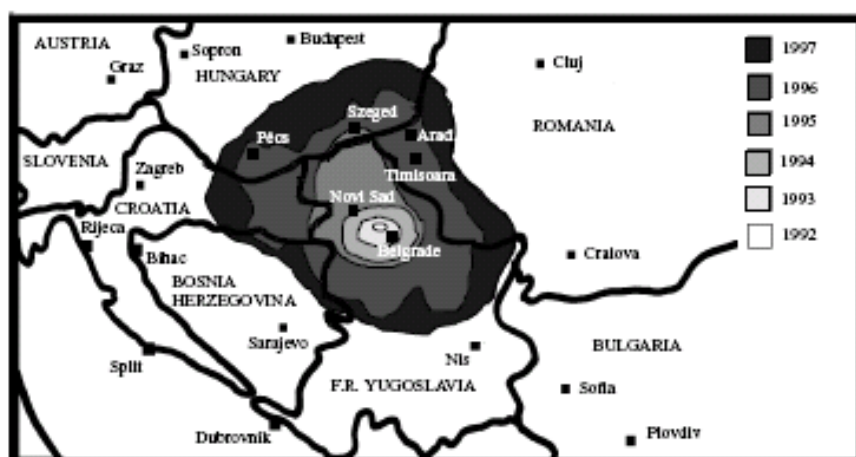 AUSTRIA
Sopron
Budapest
Graz
HUNGARY
Cluj
1997
1996
1995
1994
1993
1992
Szeged
Pécs
Arad
ROMANIA
SLOVENIA
Zagreb
Timisoara
CROATIA
Novi Sad
Rijeca
Bihac
Belgrade
Craiova
BOSNIA
HERZEGOVINA
Sarajevo
Split
Nis
BULGARIA
F.R. YUGOSLAVIA
Sofia
Dubrovnik
Plovdiv